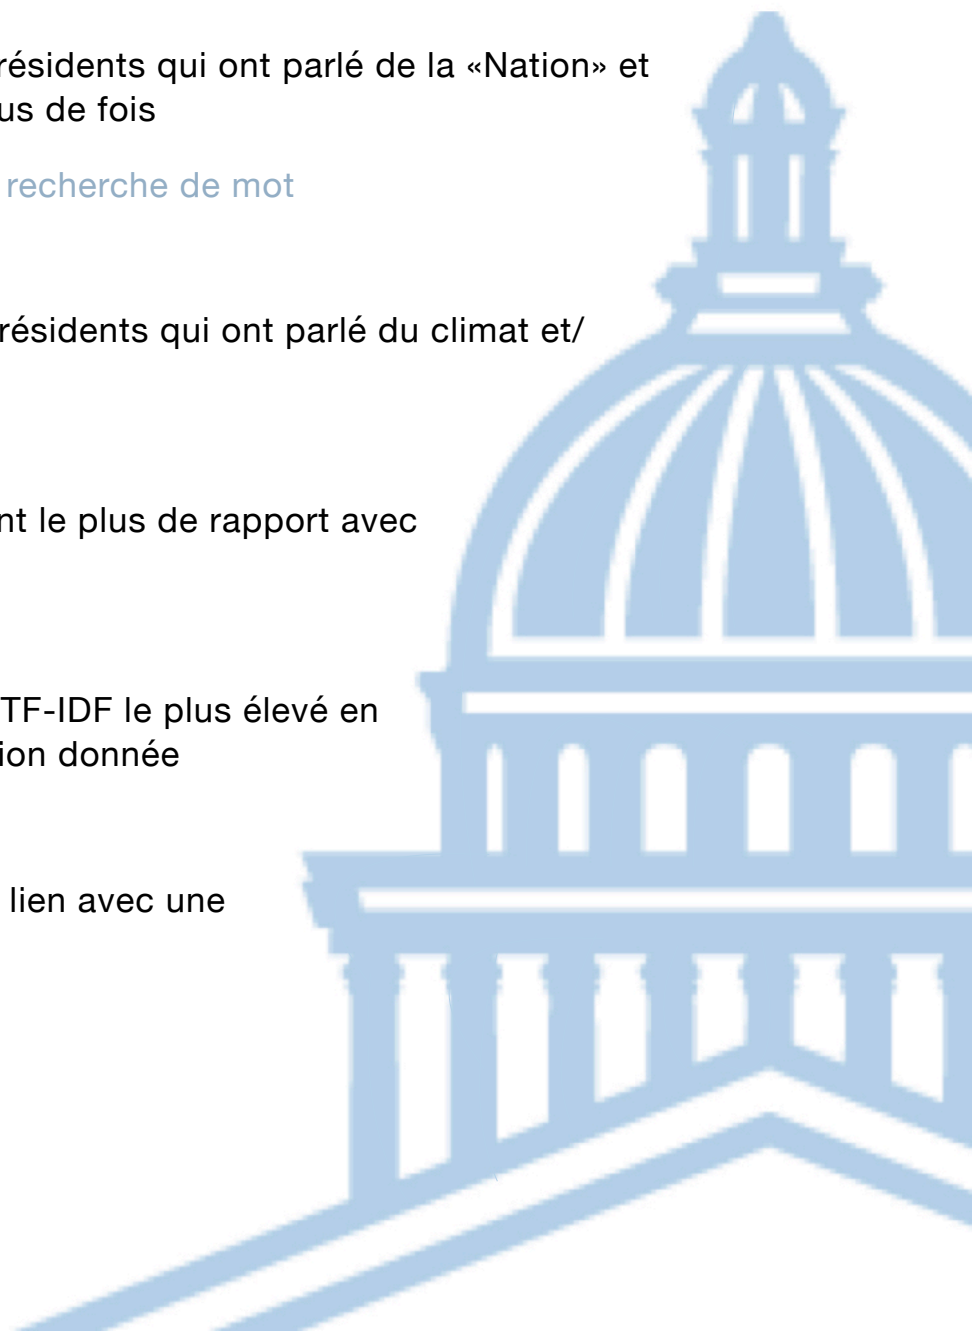 résidents qui ont parlé de la «Nation» et
us de fois
recherche de mot
résidents qui ont parlé du climat et/
nt le plus de rapport avec
TF-IDF le plus élevé en
ion donnée
lien avec une